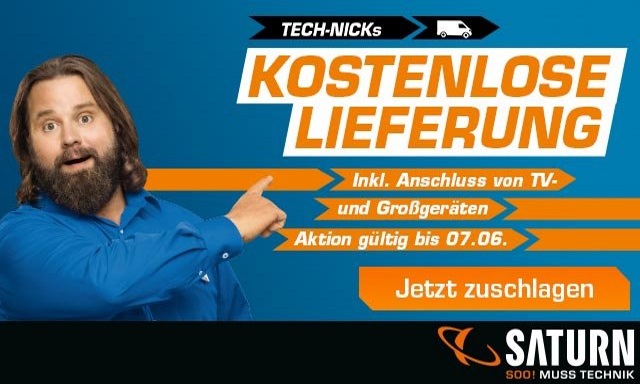 TECH-NICKs
KOSTENLOSE
LIEFERUNG
Inkl. Anschluss von TV-
und Großgeräten
Aktion gültig bis 07.06.
Jetzt zuschlagen
SATURN
SOO! MUSS TECHNIK